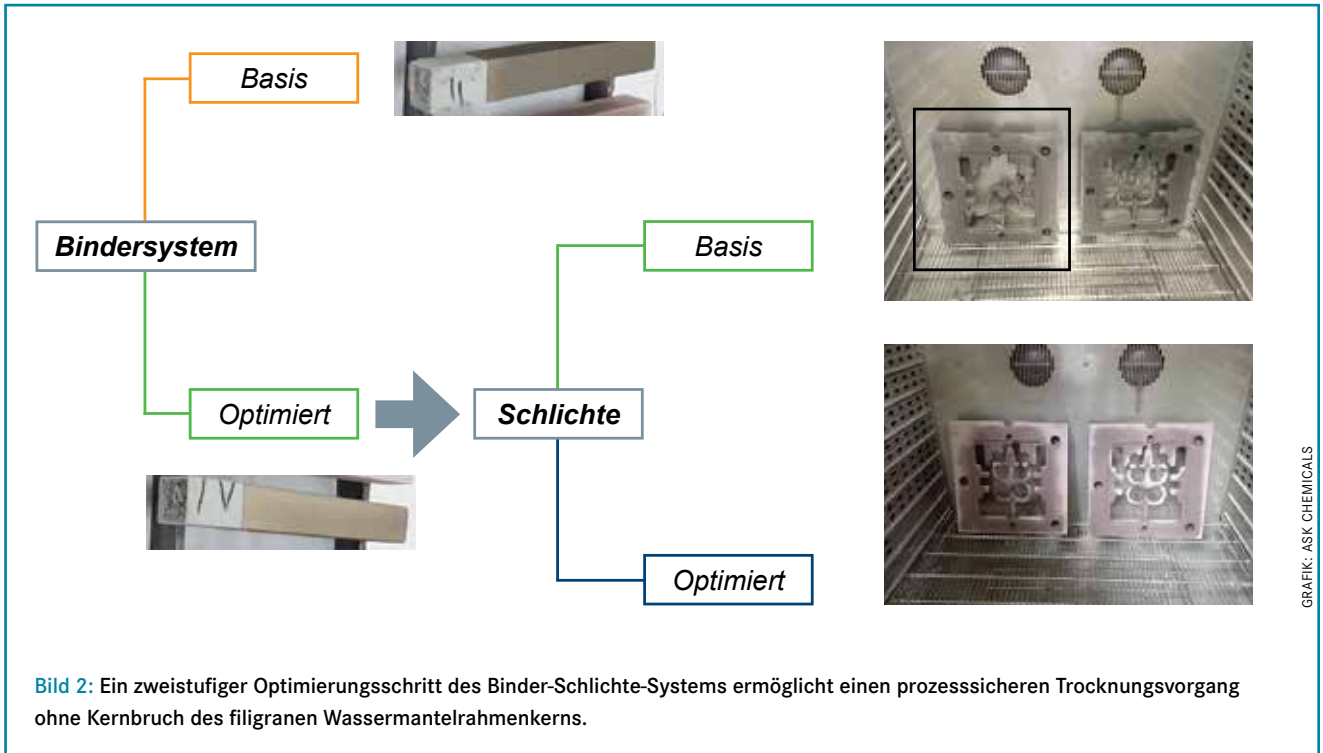 Basis
Bindersystem
Optimiert
Schlichte
Basis
Optimiert
GRAFIK: ASK CHEMICALS
Bild 2: Ein zweistufiger Optimierungsschritt des Binder-Schlichte-Systems ermöglicht einen prozesssicheren Trocknungsvorgang
ohne Kernbruch des filigranen Wassermantelrahmenkerns.